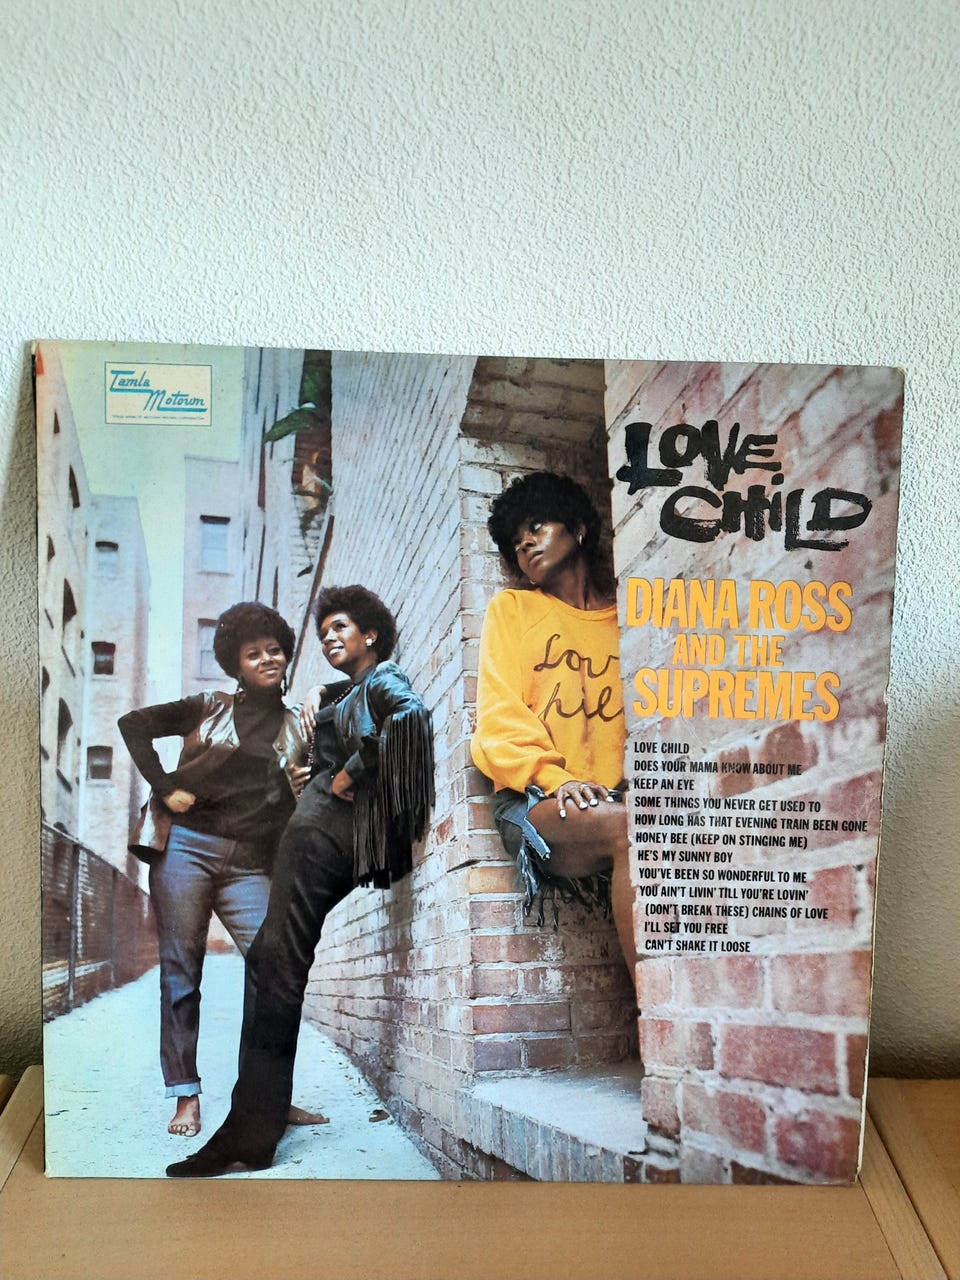 Tamla
Motown
LOVE
CHILD
DIANA ROSS
AND THE
SUPREMES
Lov
hil
LOVE CHILD
DOES YOUR MAMA KNOW ABOUT ME
KEEP AN EYE
SOME THINGS YOU NEVER GET USED TO
HOW LONG HAS THAT EVENING TRAIN BEEN GONE
HONEY BEE (KEEP ON STINGING ME)
HE'S MY SUNNY BOY
YOU'VE BEEN SO WONDERFUL TO ME
YOU AIN'T LIVIN' TILL YOU'RE LOVIN'
(DON'T BREAK THESE) CHAINS OF LOVE
I'LL SET YOU FREE
CAN'T SHAKE IT LOOSE